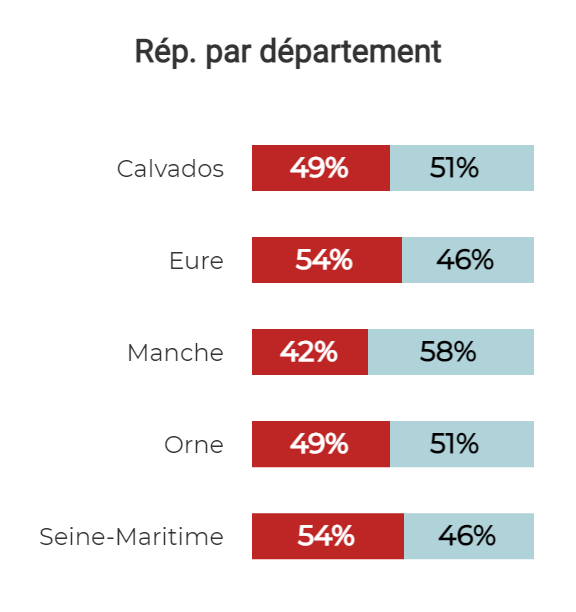 Rép. par département
Calvados 49% 51%
Eure 54% 46%
Manche 42% 58%
Orne 49% 51%
Seine-Maritime 54% 46%